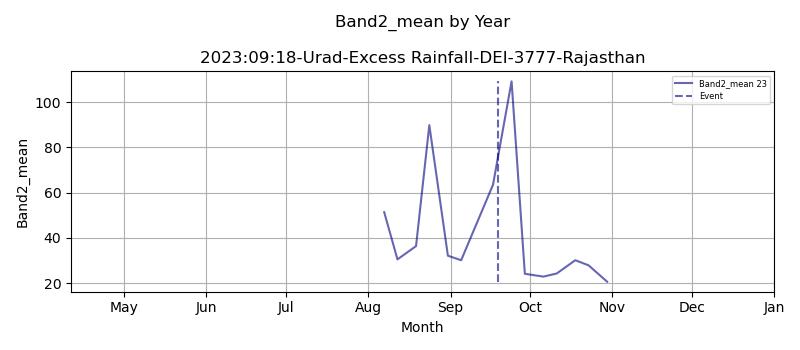 Band2_mean by Year
2023:09:18-Urad-Excess Rainfall-DEI-3777-Rajasthan
Band2_mean 23
Event
100
80
60
40
20
Band2_mean
May Jun Jul Aug Sep Oct Nov Dec Jan
Month